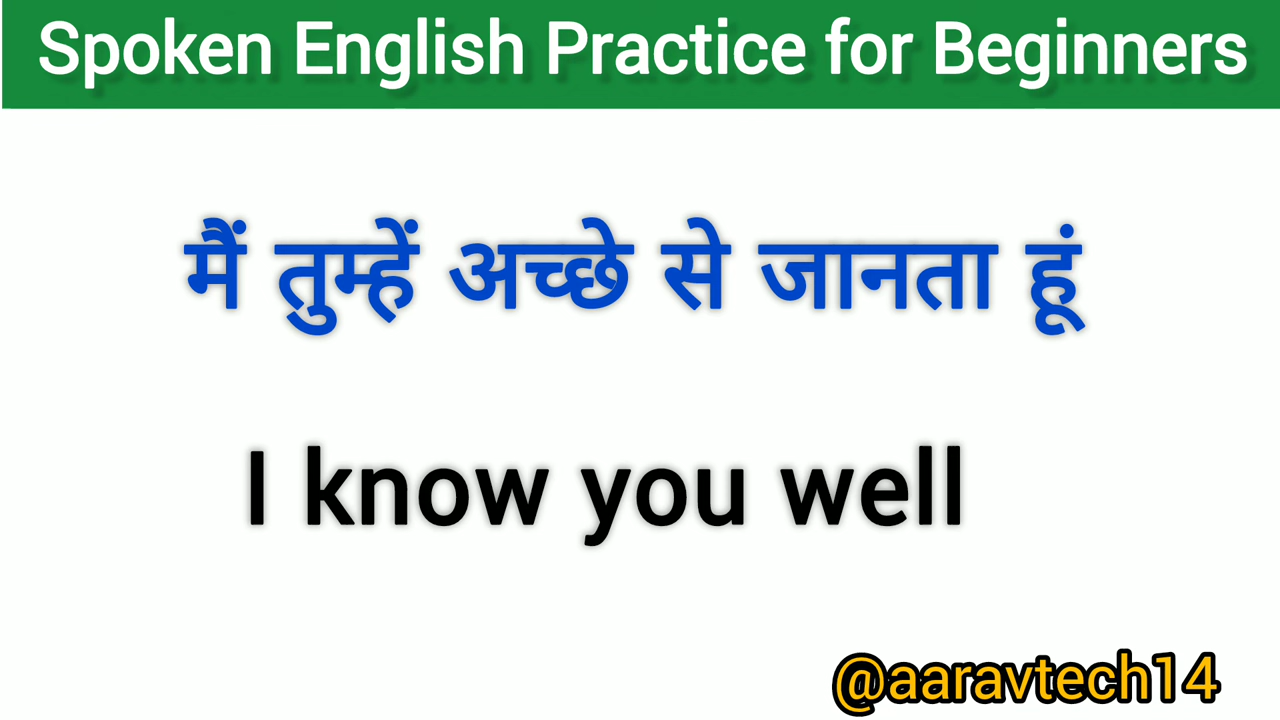 Spoken English Practice for Beginners
मैं तुम्हें अच्छे से जानता हूं
I know you well
@aaravtech14